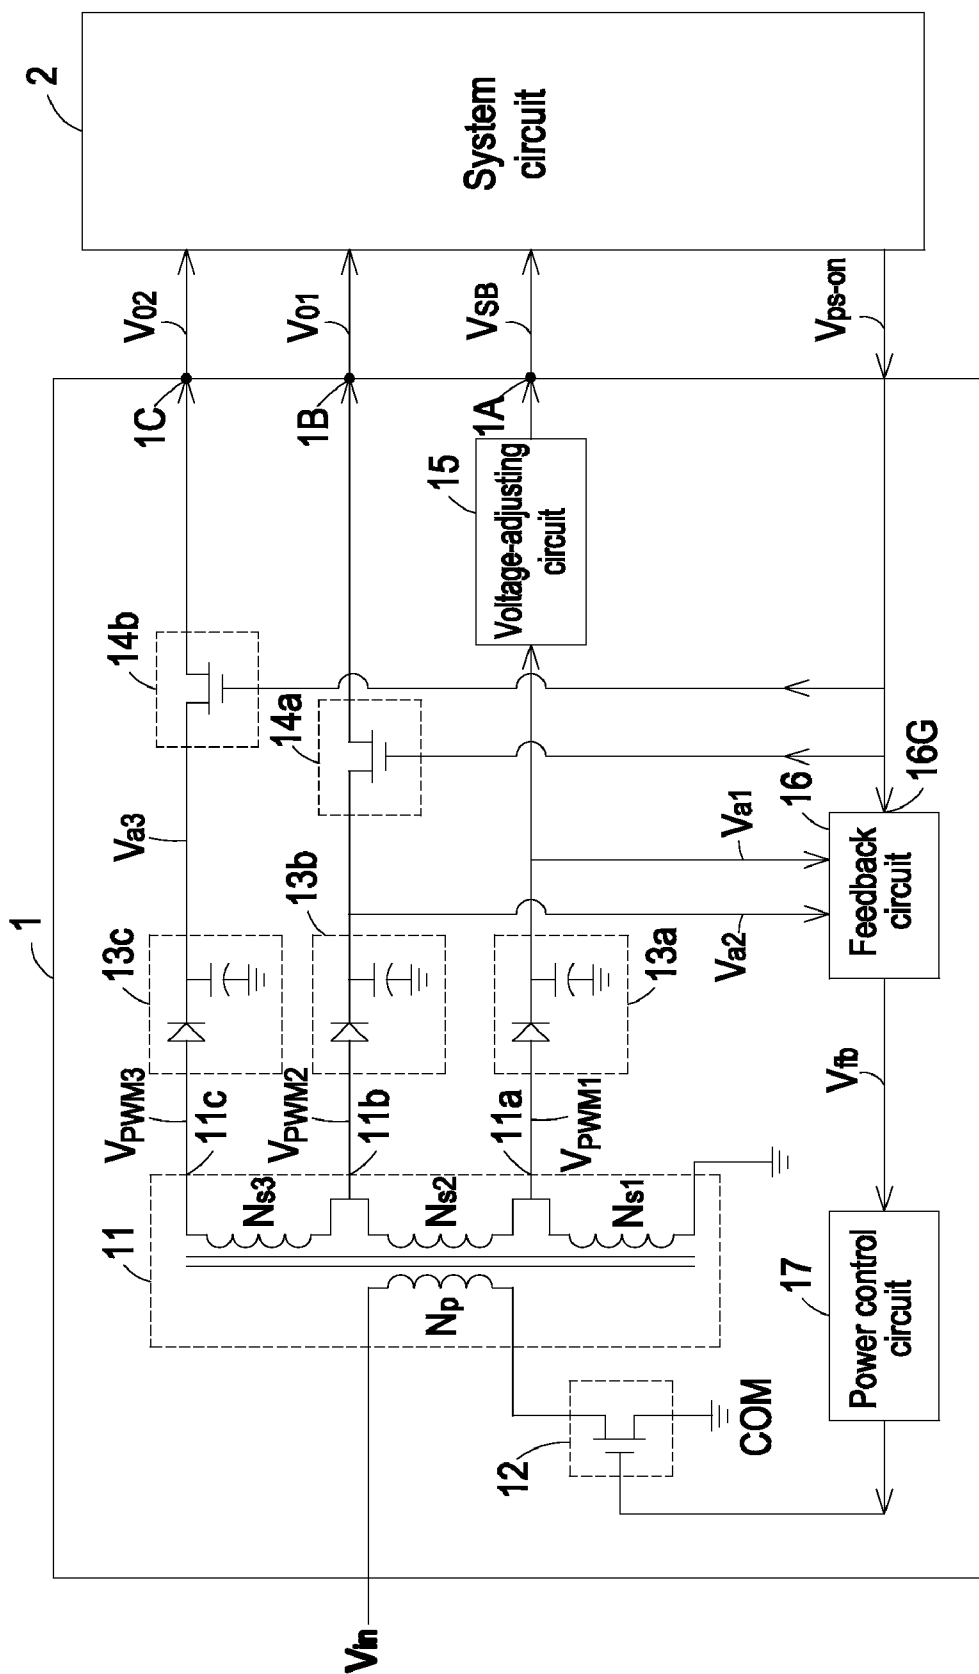 1
2
System
circuit
V02
V01
VSB
Vps-on
1C
1B
1A
14b
14a
15
Voltage-adjusting
circuit
Va3
13c
13b
13a
16
16G
Va1
Va2
Feedback
circuit
VPWM3
VPWM2
VPWM1
11c
11b
11a
Vfb
11
Ns3
Ns2
Ns1
Np
17
Power control
circuit
12
COM
Vin